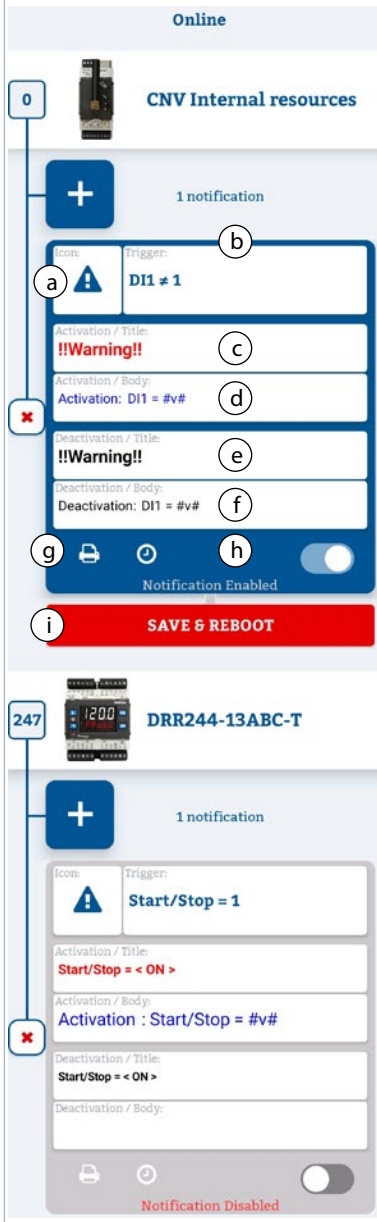 Online
0
CNV Internal resources
+
1 notification
b
Icon:
Trigger:
a
DI1 ≠ 1
Activation / Title:
!!Warning!!
c
Activation / Body:
Activation: DI1 = #v#
d
Deactivation / Title:
!!Warning!!
e
Deactivation / Body:
Deactivation: DI1 = #v#
f
g
h
Notification Enabled
i
SAVE & REBOOT
247
120.0
DRR244-13ABC-T
+
1 notification
Icon:
Trigger:
Start/Stop = 1
Activation / Title:
Start/Stop = < ON >
Activation / Body:
Activation : Start/Stop = #v#
Deactivation / Title:
Start/Stop = < ON >
Deactivation / Body:
Notification Disabled